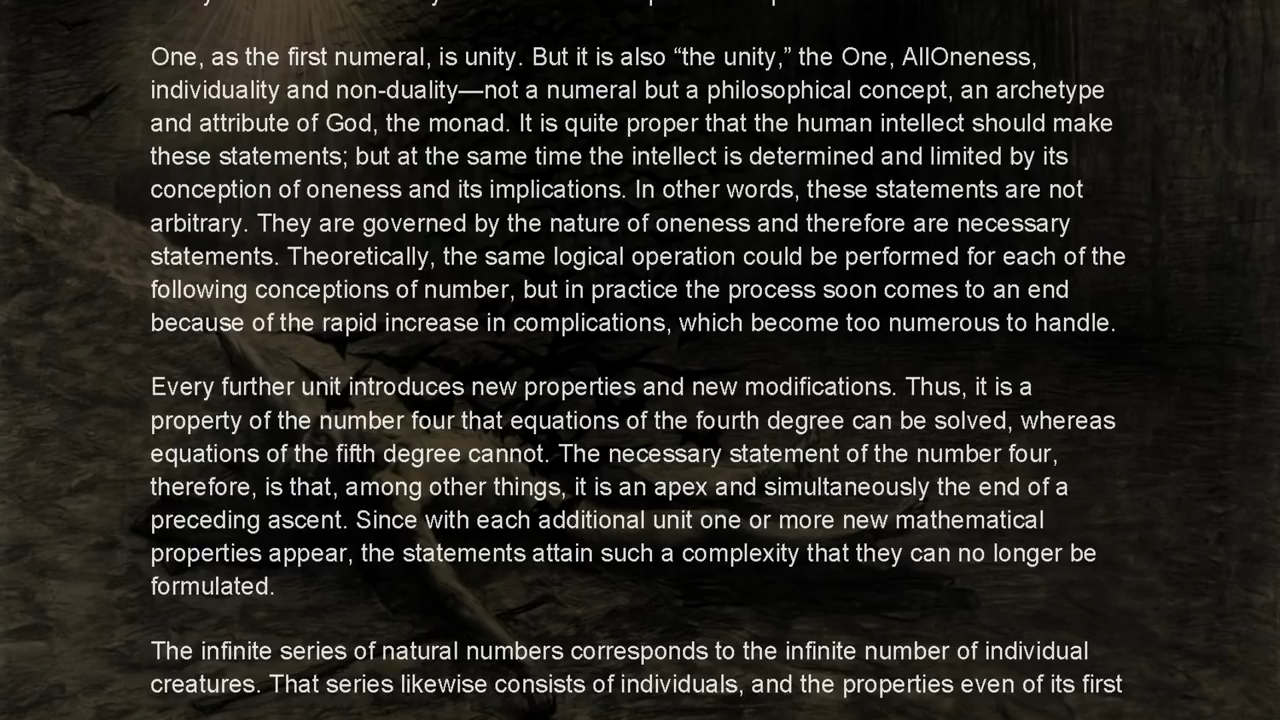 One, as the first numeral, is unity. But it is also “the unity,” the One, AllOneness,
individuality and non-duality—not a numeral but a philosophical concept, an archetype
and attribute of God, the monad. It is quite proper that the human intellect should make
these statements; but at the same time the intellect is determined and limited by its
conception of oneness and its implications. In other words, these statements are not
arbitrary. They are governed by the nature of oneness and therefore are necessary
statements. Theoretically, the same logical operation could be performed for each of the
following conceptions of number, but in practice the process soon comes to an end
because of the rapid increase in complications, which become too numerous to handle.
Every further unit introduces new properties and new modifications. Thus, it is a
property of the number four that equations of the fourth degree can be solved, whereas
equations of the fifth degree cannot. The necessary statement of the number four,
therefore, is that, among other things, it is an apex and simultaneously the end of a
preceding ascent. Since with each additional unit one or more new mathematical
properties appear, the statements attain such a complexity that they can no longer be
formulated.
The infinite series of natural numbers corresponds to the infinite number of individual
creatures. That series likewise consists of individuals, and the properties even of its first